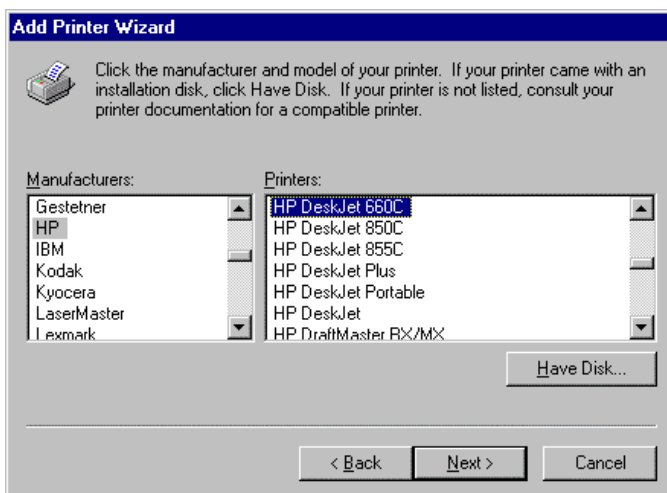 Add Printer Wizard
Click the manufacturer and model of your printer. If your printer came with an
installation disk, click Have Disk. If your printer is not listed, consult your
printer documentation for a compatible printer.
Manufacturers:
Gestetner
HP
IBM
Kodak
Kyocera
LaserMaster
Lexmark
Printers:
HP DeskJet 660C
HP DeskJet 850C
HP DeskJet 855C
HP DeskJet Plus
HP DeskJet Portable
HP DeskJet
HP DraftMaster RX/MX
Have Disk...
< Back
Next >
Cancel